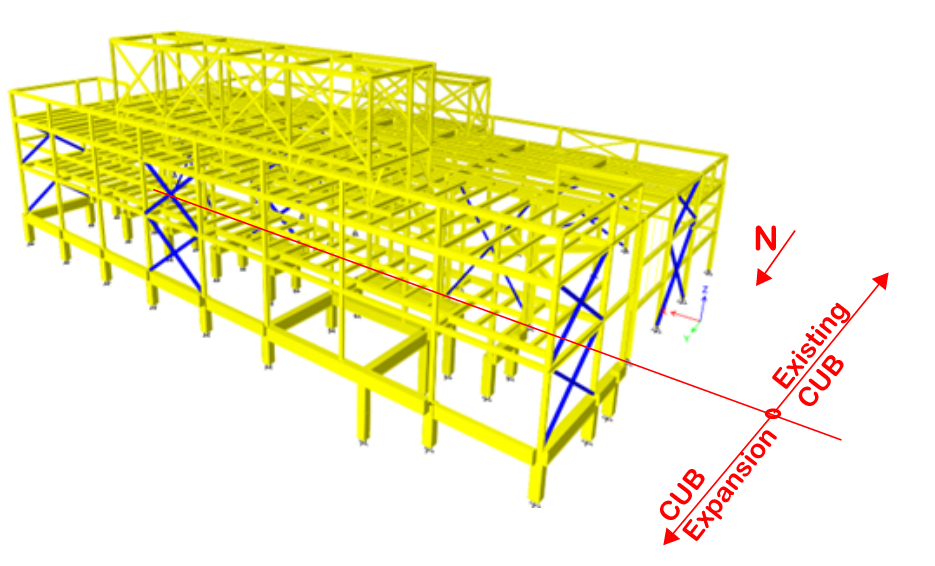 N
Z
Y
Existing
CUB
CUB
Expansion